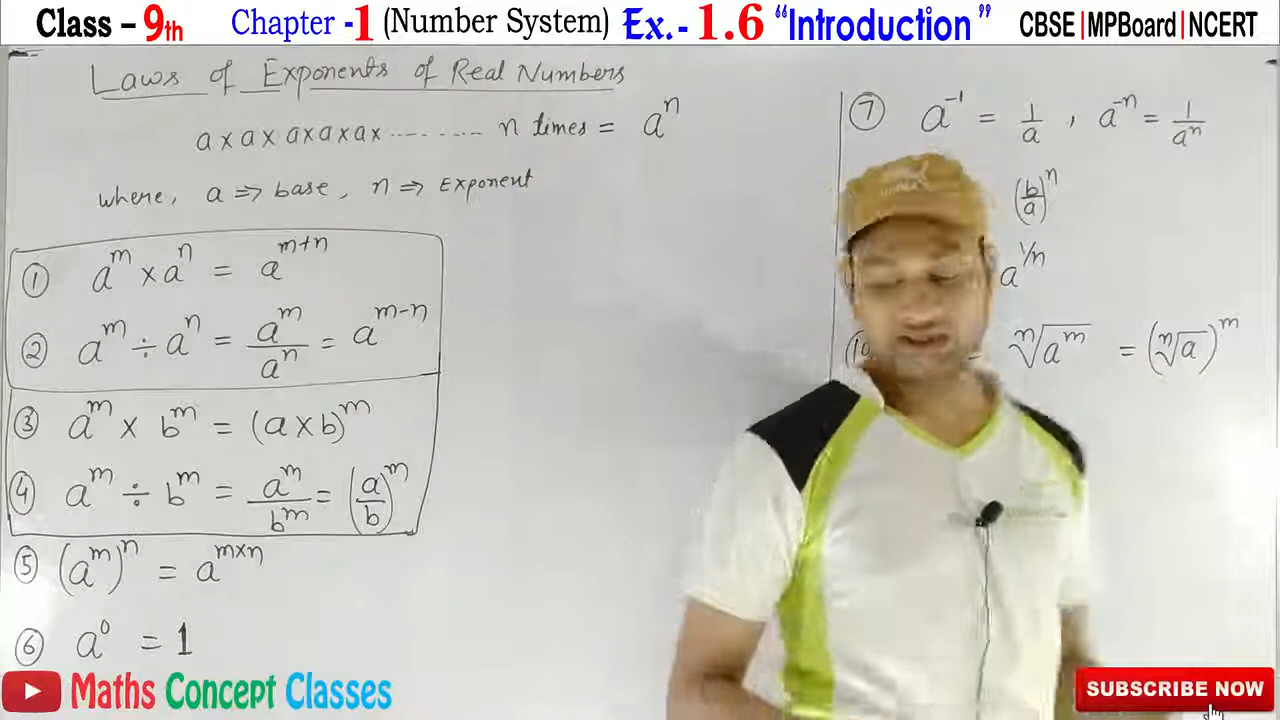 Class – 9th Chapter -1 (Number System) Ex.- 1.6 “Introduction” CBSE |MPBoard|NCERT
Laws of Exponents of Real Numbers
a x a x a x a x a x ........... n times = aⁿ
where, a ⇒ base, n ⇒ Exponent
① aᵐ × aⁿ = aᵐ⁺ⁿ
② aᵐ ÷ aⁿ = aᵐ/aⁿ = aᵐ⁻ⁿ
③ aᵐ × bᵐ = (a×b)ᵐ
④ aᵐ ÷ bᵐ = aᵐ/bᵐ = (a/b)ᵐ
⑤ (aᵐ)ⁿ = aᵐˣⁿ
⑥ a⁰ = 1
⑦ a⁻¹ = 1/a , a⁻ⁿ = 1/aⁿ
(b/a)ⁿ
a^(1/n)
⑩ ⁿ√aᵐ = (ⁿ√a)ᵐ
Maths Concept Classes
SUBSCRIBE NOW